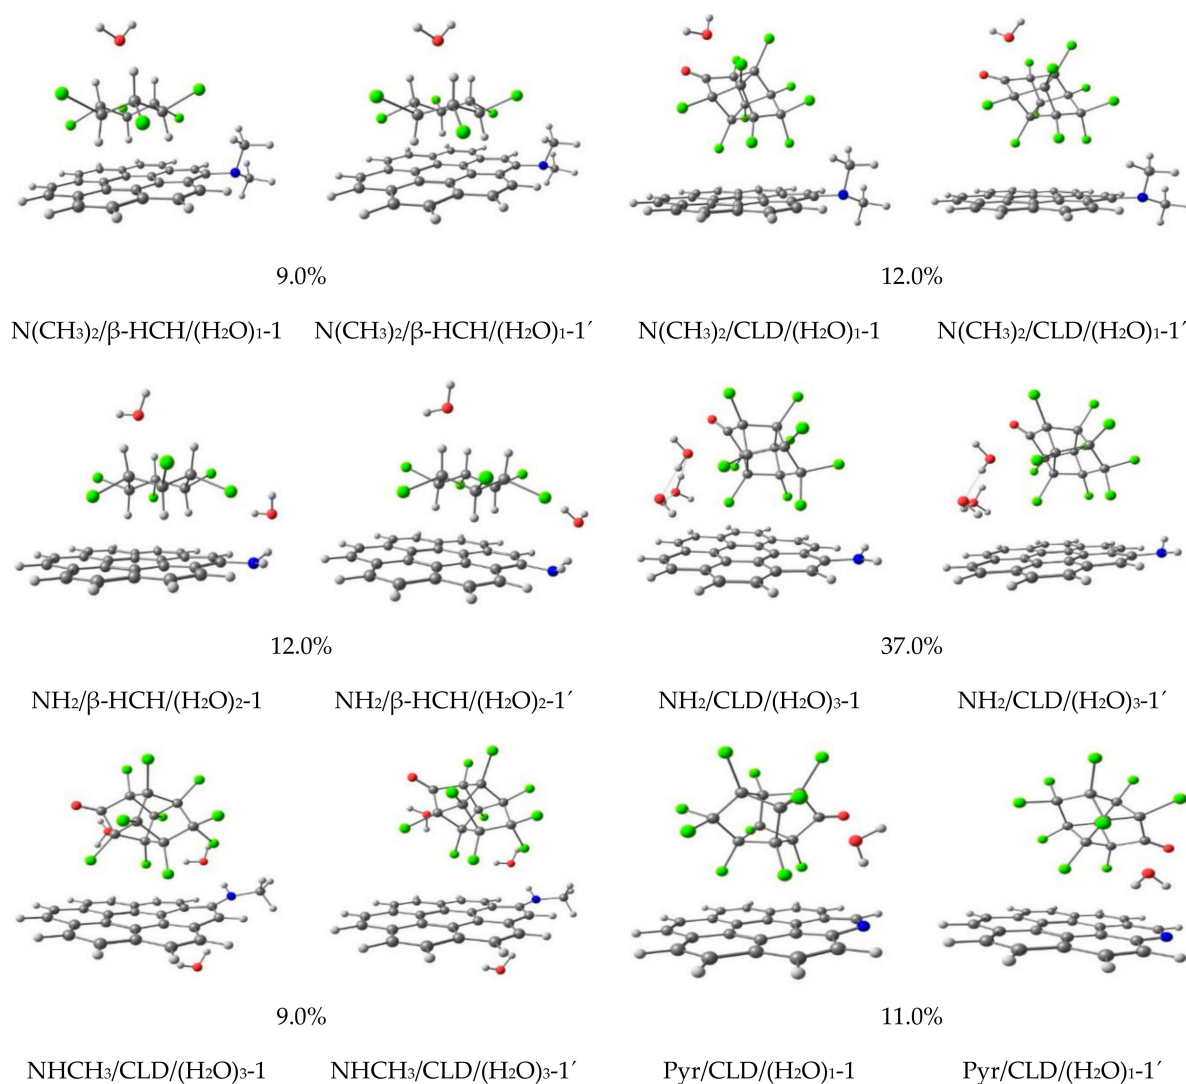 9.0% 12.0%
N(CH₃)₂/β-HCH/(H₂O)₁-1 N(CH₃)₂/β-HCH/(H₂O)₁-1′ N(CH₃)₂/CLD/(H₂O)₁-1 N(CH₃)₂/CLD/(H₂O)₁-1′
12.0% 37.0%
NH₂/β-HCH/(H₂O)₂-1 NH₂/β-HCH/(H₂O)₂-1′ NH₂/CLD/(H₂O)₃-1 NH₂/CLD/(H₂O)₃-1′
9.0% 11.0%
NHCH₃/CLD/(H₂O)₃-1 NHCH₃/CLD/(H₂O)₃-1′ Pyr/CLD/(H₂O)₁-1 Pyr/CLD/(H₂O)₁-1′